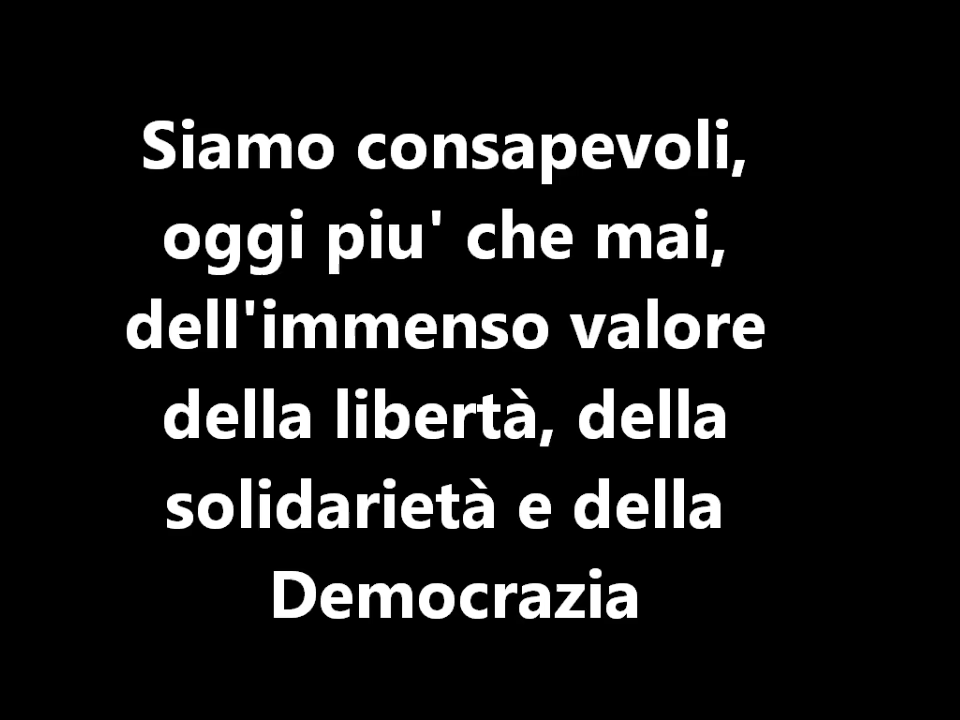 Siamo consapevoli,
oggi piu' che mai,
dell'immenso valore
della libertà, della
solidarietà e della
Democrazia